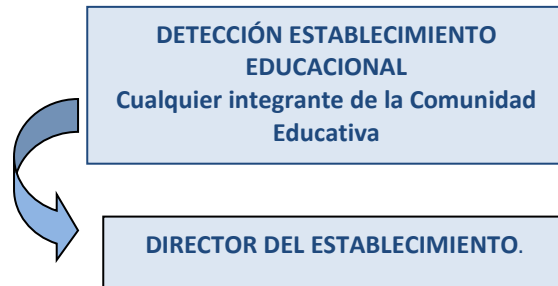 DETECCIÓN ESTABLECIMIENTO
EDUCACIONAL
Cualquier integrante de la Comunidad
Educativa
DIRECTOR DEL ESTABLECIMIENTO.